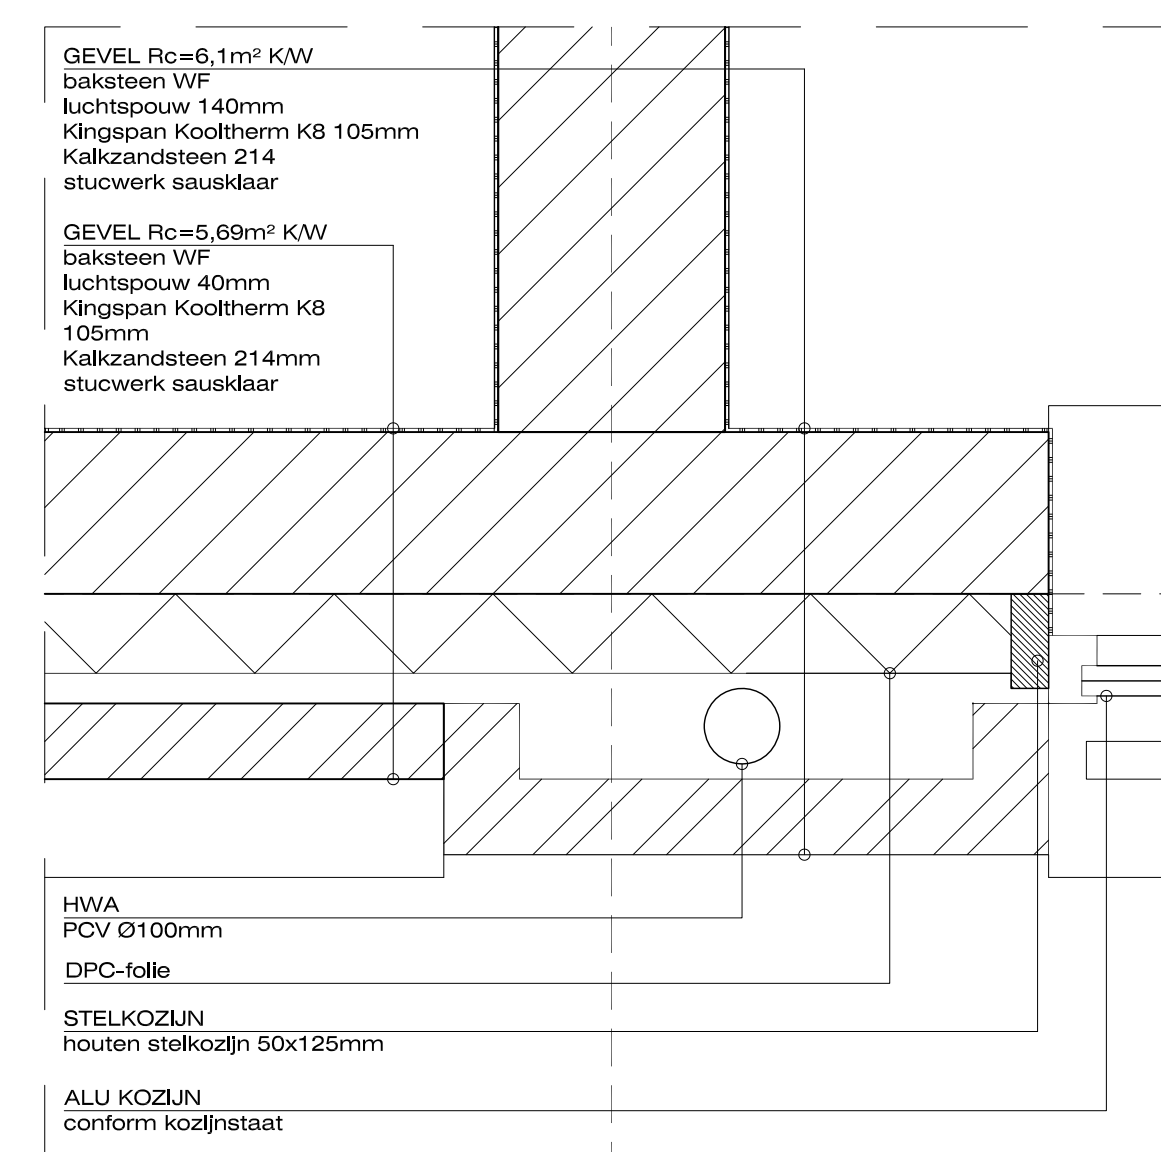 GEVEL Rc=6,1m² K/W
baksteen WF
luchtspouw 140mm
Kingspan Kooltherm K8 105mm
Kalkzandsteen 214
stucwerk sausklaar
GEVEL Rc=5,69m² K/W
baksteen WF
luchtspouw 40mm
Kingspan Kooltherm K8
105mm
Kalkzandsteen 214mm
stucwerk sausklaar
HWA
PCV Ø100mm
DPC-folie
STELKOZIJN
houten stelkozijn 50x125mm
ALU KOZIJN
conform kozijnstaat